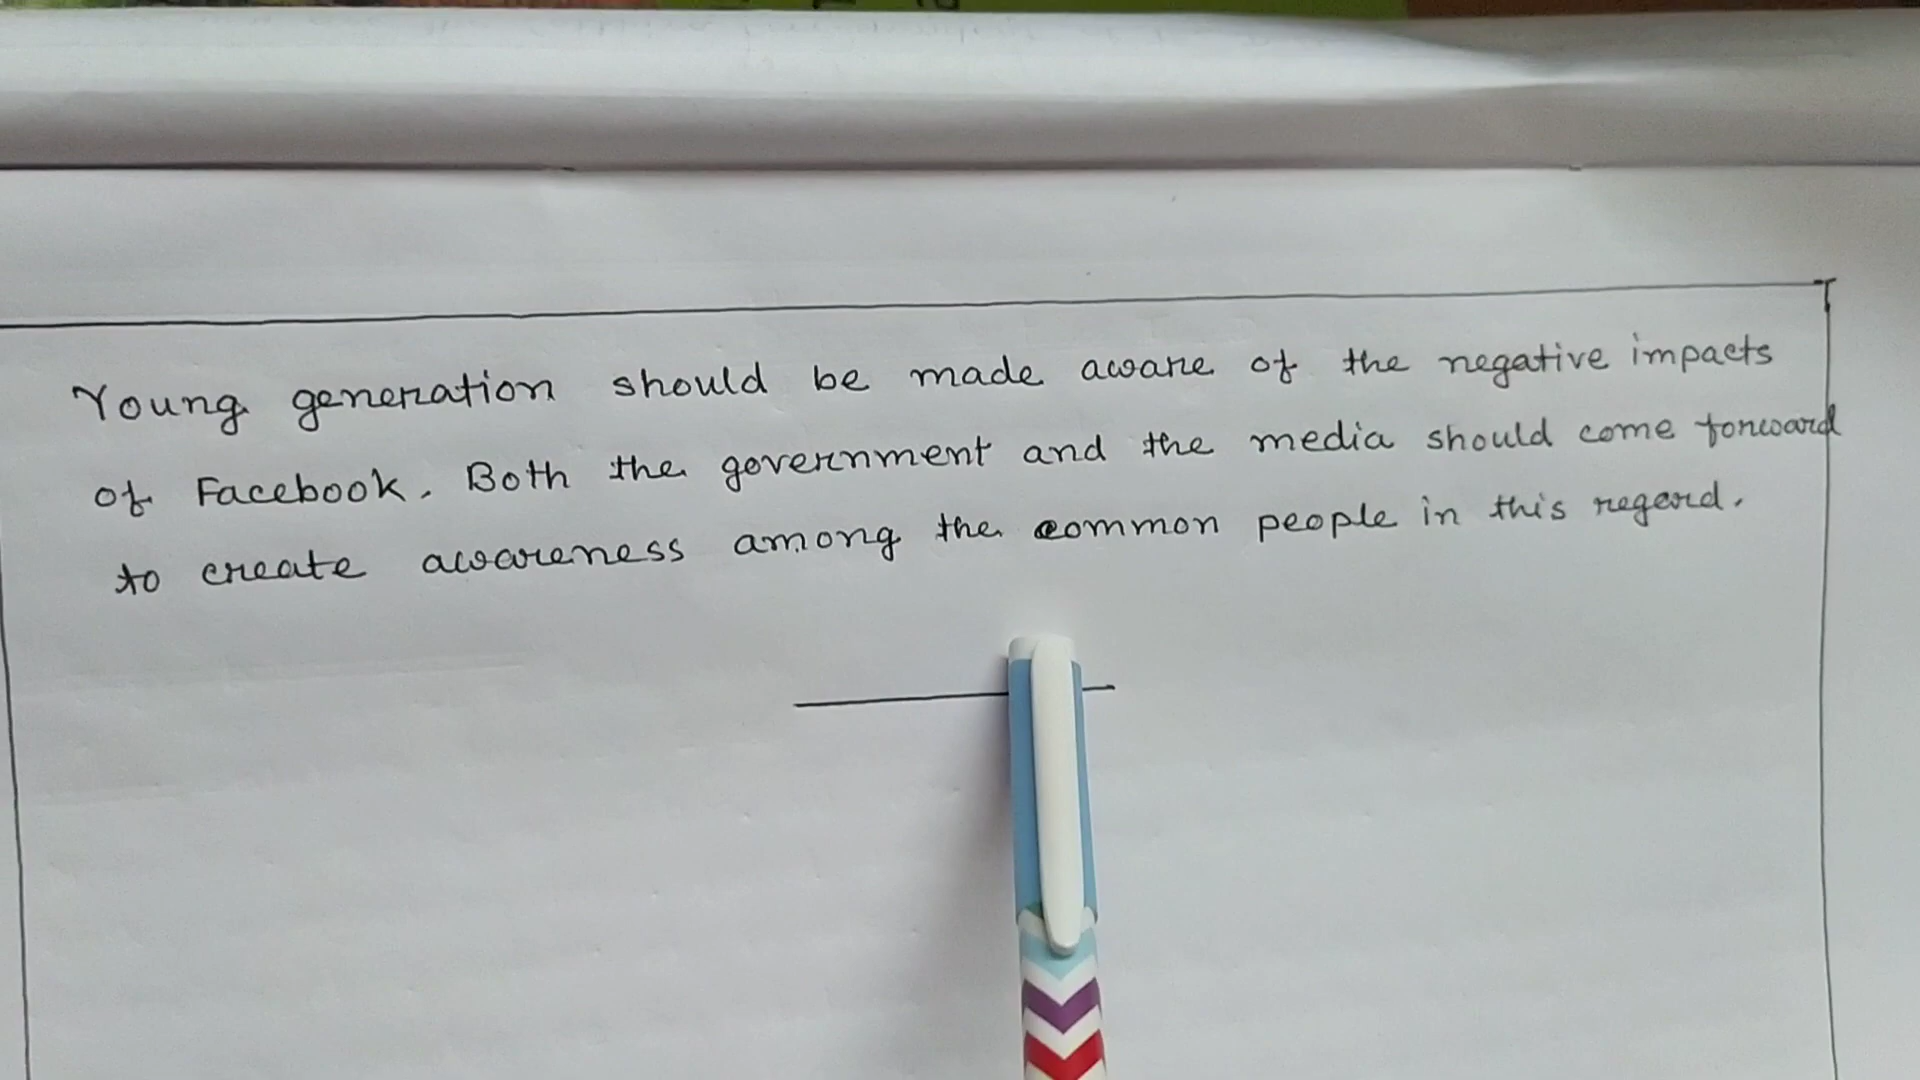 Young generation should be made aware of the negative impacts
of Facebook. Both the government and the media should come forward
to create awareness among the common people in this regard.